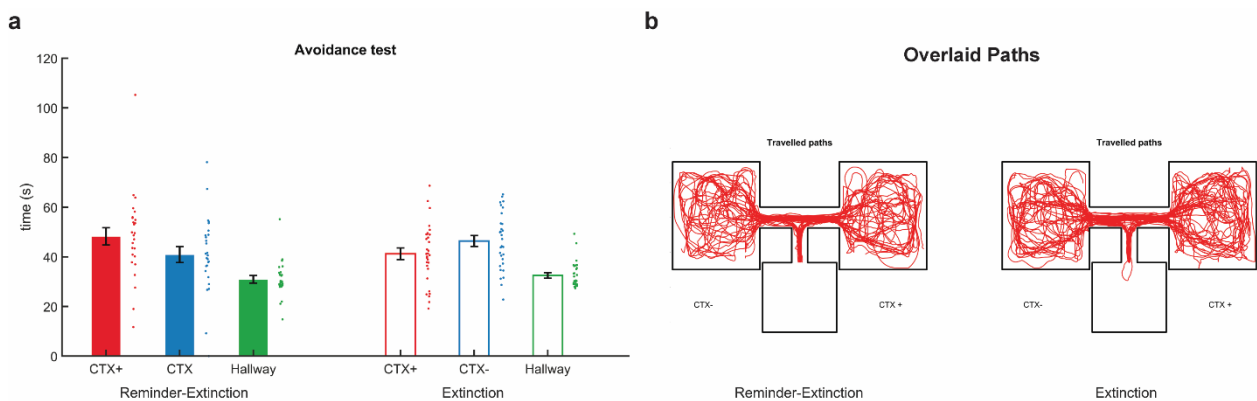 a
Avoidance test
time (s)
120
100
80
60
40
20
0
CTX+ CTX Hallway CTX+ CTX- Hallway
Reminder-Extinction Extinction
b
Overlaid Paths
Travelled paths Travelled paths
CTX- CTX + CTX- CTX +
Reminder-Extinction Extinction